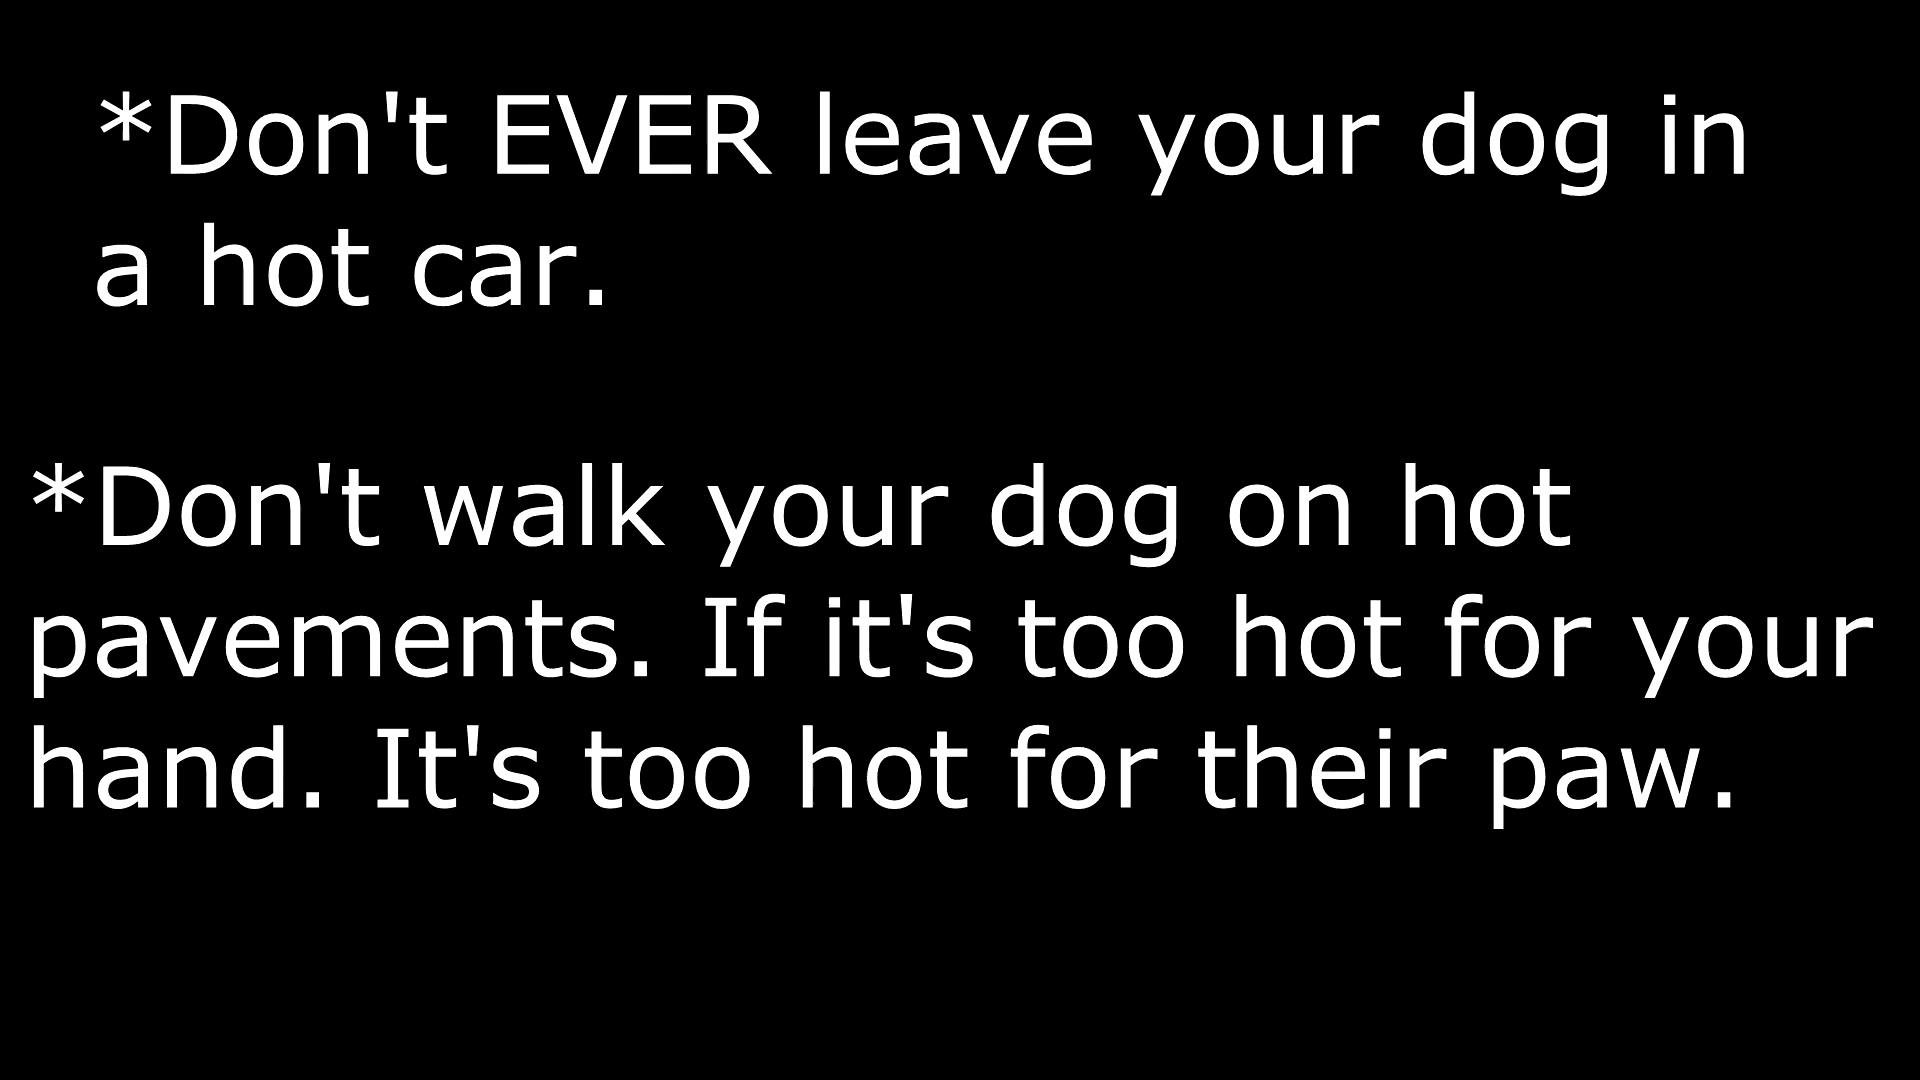 *Don't EVER leave your dog in
a hot car.
*Don't walk your dog on hot
pavements. If it's too hot for your
hand. It's too hot for their paw.